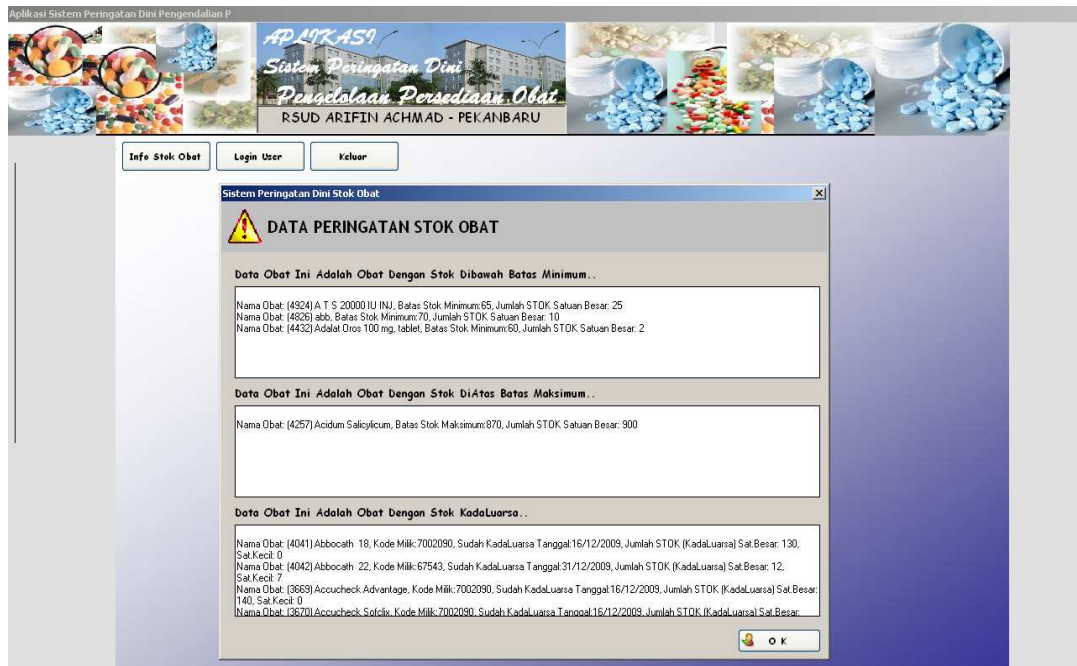 Aplikasi Sistem Peringatan Dini Pengendalian P
APLIKASI
Sistem Peringatan Dini
Pengelolaan Persediaan Obat
RSUD ARIFIN ACHMAD - PEKANBARU
Info Stok Obat Login User Keluar
Sistem Peringatan Dini Stok Obat
DATA PERINGATAN STOK OBAT
Data Obat Ini Adalah Obat Dengan Stok Dibawah Batas Minimum..
Nama Obat: (4924) A T S 20000 IU INJ, Batas Stok Minimum:65, Jumlah STOK Satuan Besar: 25
Nama Obat: (4826) abb, Batas Stok Minimum:70, Jumlah STOK Satuan Besar: 10
Nama Obat: (4432) Adalat Oros 100 mg, tablet, Batas Stok Minimum:60, Jumlah STOK Satuan Besar: 2
Data Obat Ini Adalah Obat Dengan Stok DiAtas Batas Maksimum..
Nama Obat: (4257) Acidum Salicylicum, Batas Stok Maksimum:870, Jumlah STOK Satuan Besar: 900
Data Obat Ini Adalah Obat Dengan Stok KadaLuarsa..
Nama Obat: (4041) Abbocath 18, Kode Milik:7002090, Sudah KadaLuarsa Tanggal:16/12/2009, Jumlah STOK (KadaLuarsa) Sat.Besar: 130,
Sat.Kecil: 0
Nama Obat: (4042) Abbocath 22, Kode Milik:67543, Sudah KadaLuarsa Tanggal:31/12/2009, Jumlah STOK (KadaLuarsa) Sat.Besar: 12,
Sat.Kecil: 7
Nama Obat: (3669) Accucheck Advantage, Kode Milik:7002090, Sudah KadaLuarsa Tanggal:16/12/2009, Jumlah STOK (KadaLuarsa) Sat.Besar:
140, Sat.Kecil: 0
Nama Obat: (3670) Accucheck Sofclix, Kode Milik:7002090, Sudah KadaLuarsa Tanggal:16/12/2009, Jumlah STOK (KadaLuarsa) Sat.Besar:
O K